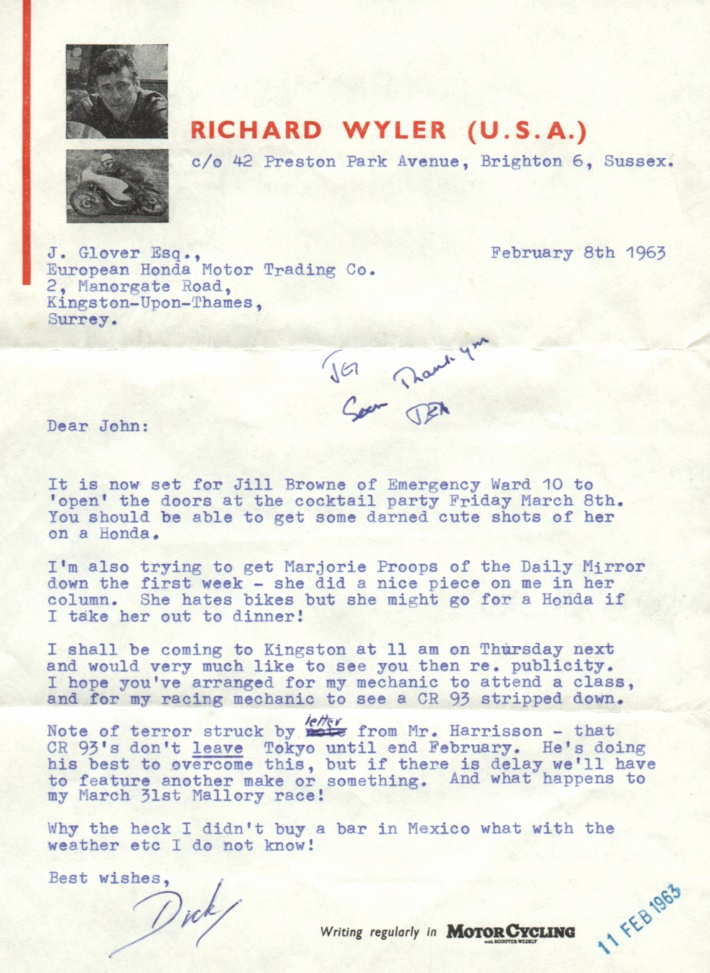 RICHARD WYLER (U.S.A.)
c/o 42 Preston Park Avenue, Brighton 6, Sussex.
J. Glover Esq.,
February 8th 1963
European Honda Motor Trading Co.
2, Manorgate Road,
Kingston-Upon-Thames,
Surrey.
Thank you
Seen
Dear John:
It is now set for Jill Browne of Emergency Ward 10 to
'open' the doors at the cocktail party Friday March 8th.
You should be able to get some darned cute shots of her
on a Honda.
I'm also trying to get Marjorie Proops of the Daily Mirror
down the first week - she did a nice piece on me in her
column. She hates bikes but she might go for a Honda if
I take her out to dinner!
I shall be coming to Kingston at 11 am on Thursday next
and would very much like to see you then re. publicity.
I hope you've arranged for my mechanic to attend a class,
and for my racing mechanic to see a CR 93 stripped down.
letter
Note of terror struck by note from Mr. Harrisson - that
CR 93's don't leave Tokyo until end February. He's doing
his best to overcome this, but if there is delay we'll have
to feature another make or something. And what happens to
my March 31st Mallory race!
Why the heck I didn't buy a bar in Mexico what with the
weather etc I do not know!
Best wishes,
Dick
Writing regularly in MOTOR CYCLING
with SCOOTER WEEKLY
11 FEB 1963